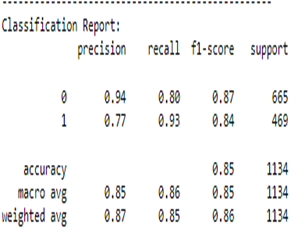 Classification Report:
precision recall f1-score support
0 0.94 0.80 0.87 665
1 0.77 0.93 0.84 469
accuracy 0.85 1134
macro avg 0.85 0.86 0.85 1134
weighted avg 0.87 0.85 0.86 1134